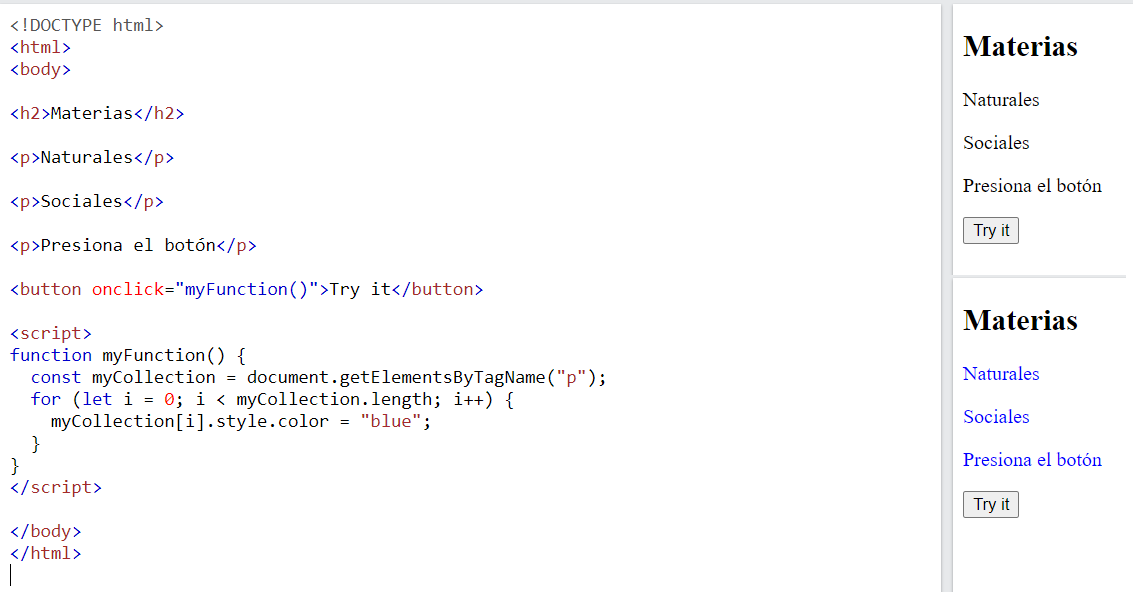 <!DOCTYPE html>
<html>
<body>
<h2>Materias</h2>
<p>Naturales</p>
<p>Sociales</p>
<p>Presiona el botón</p>
<button onclick="myFunction()">Try it</button>
<script>
function myFunction() {
  const myCollection = document.getElementsByTagName("p");
  for (let i = 0; i < myCollection.length; i++) {
    myCollection[i].style.color = "blue";
  }
}
</script>
</body>
</html>
Materias
Naturales
Sociales
Presiona el botón
Try it
Materias
Naturales
Sociales
Presiona el botón
Try it